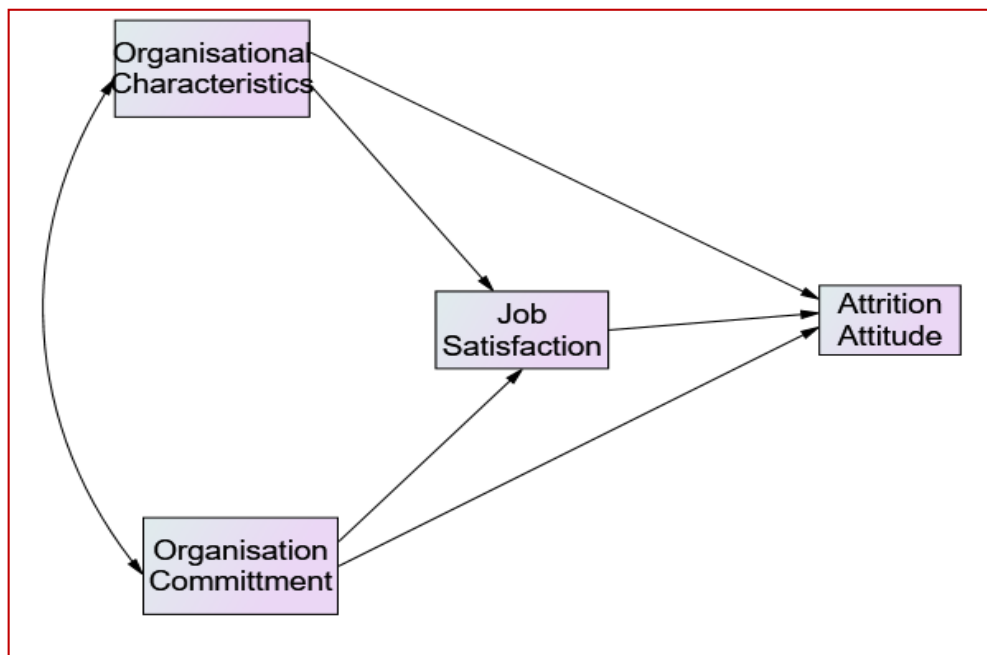 Organisational
Characteristics
Job
Satisfaction
Attrition
Attitude
Organisation
Committment